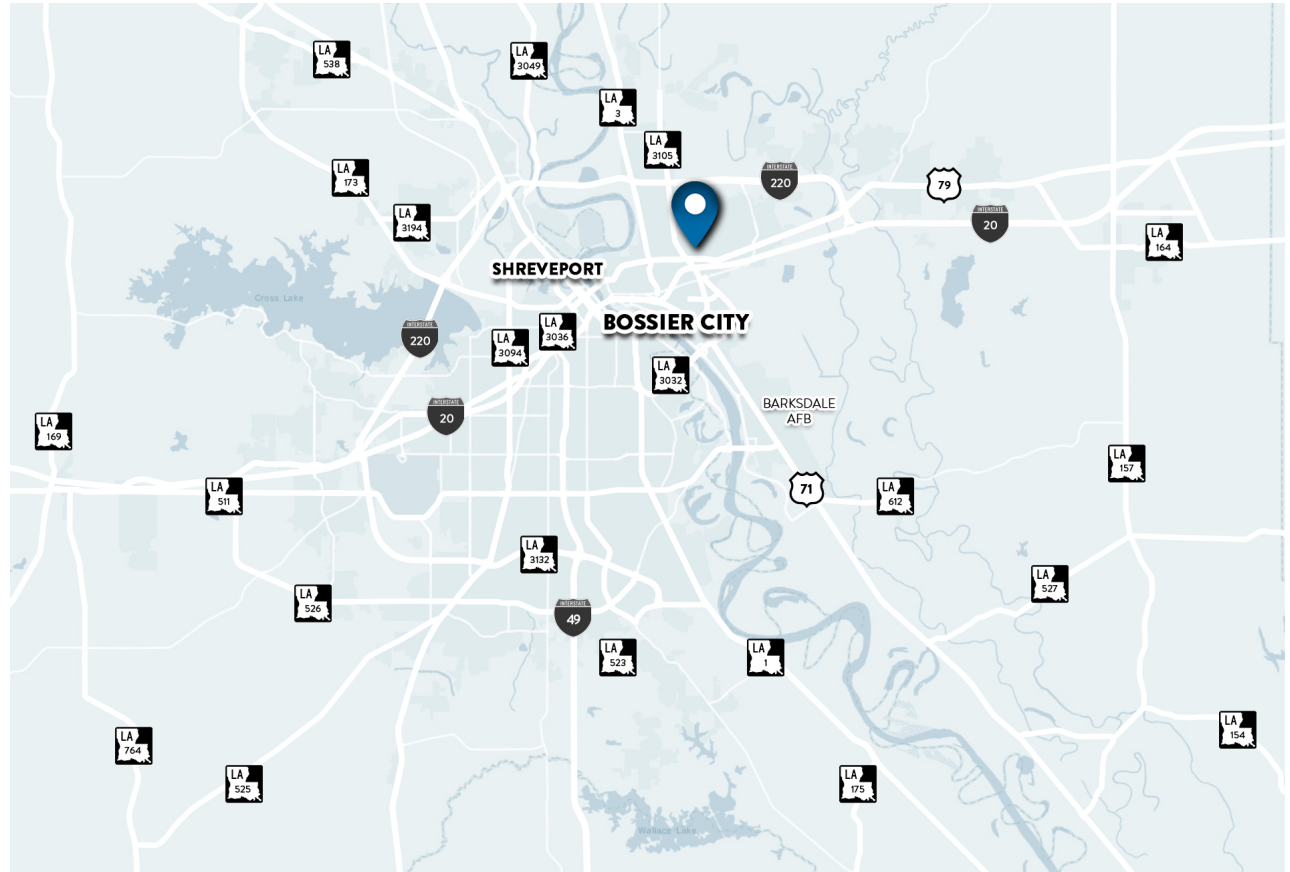 LA
538
LA
3049
LA
3
LA
3105
LA
173
INTERSTATE
220
79
LA
3194
INTERSTATE
20
LA
164
SHREVEPORT
Cross Lake
BOSSIER CITY
INTERSTATE
220
LA
3094
LA
3036
LA
3032
INTERSTATE
20
BARKSDALE
AFB
LA
169
LA
157
LA
511
71
LA
612
LA
3132
LA
527
LA
526
INTERSTATE
49
LA
523
LA
1
LA
154
LA
764
LA
525
LA
175
Wallace Lake